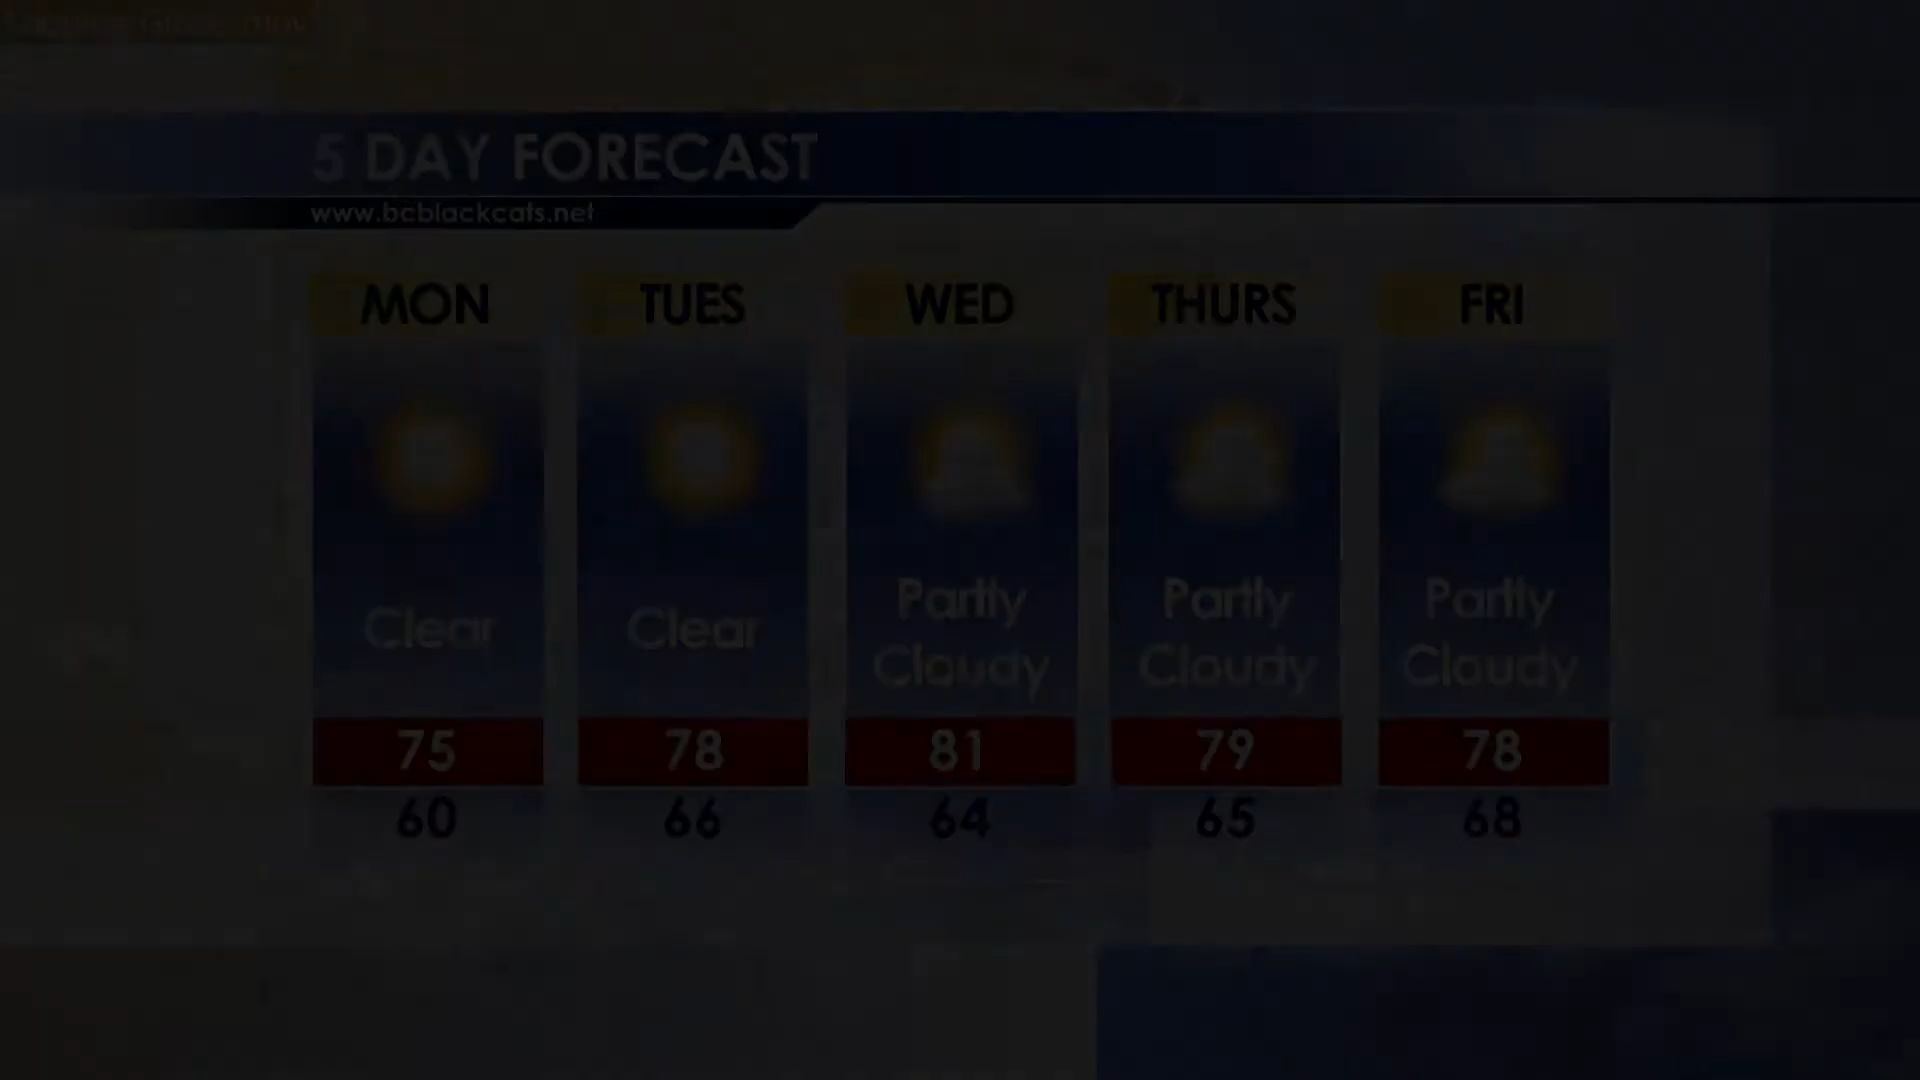 5 DAY FORECAST
www.bcblackcats.net
MON TUES WED THURS FRI
Clear Clear Partly Cloudy Partly Cloudy Partly Cloudy
75 78 81 79 78
60 66 64 65 68